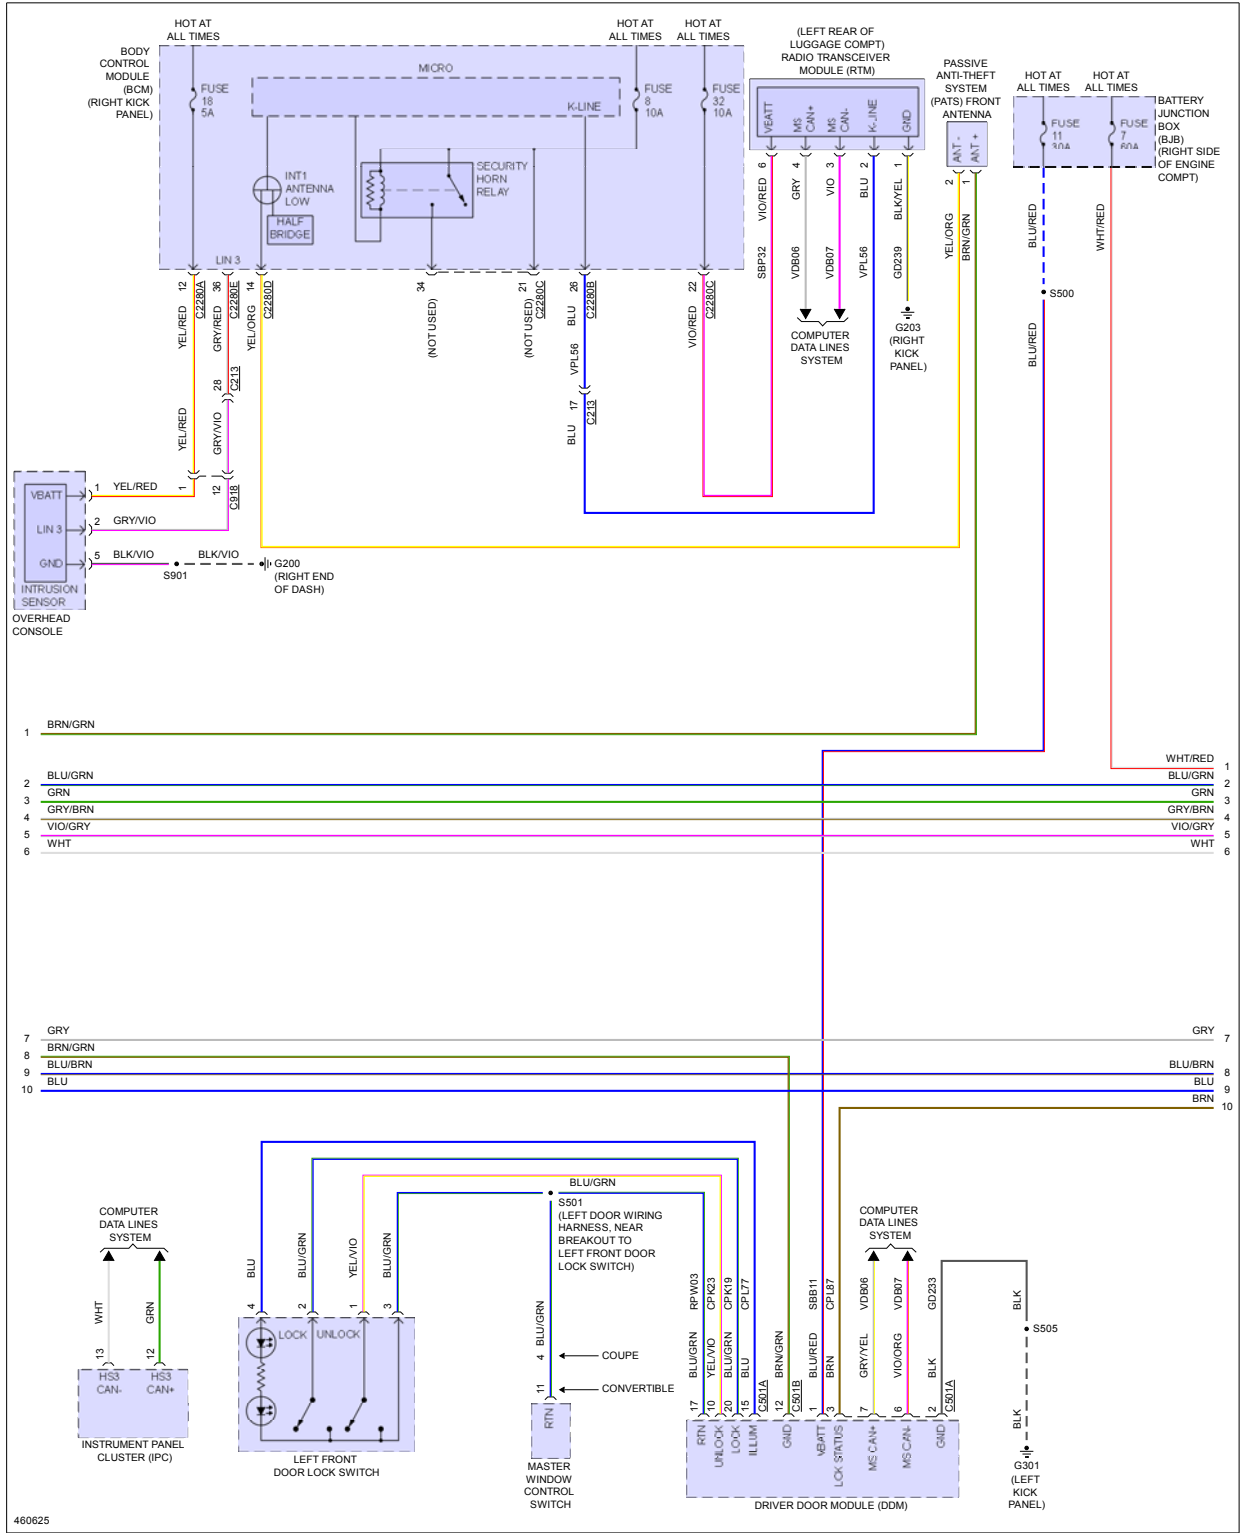 HOT AT
ALL TIMES
HOT AT
ALL TIMES
HOT AT
ALL TIMES
BODY
CONTROL
MODULE
(BCM)
(RIGHT KICK
PANEL)
FUSE
18
5A
MICRO
K-LINE
FUSE
8
10A
FUSE
32
10A
INT1
ANTENNA
LOW
HALF
BRIDGE
SECURITY
HORN
RELAY
LIN 3
(LEFT REAR OF
LUGGAGE COMPT)
RADIO TRANSCEIVER
MODULE (RTM)
VBATT
MS
CAN+
MS
CAN-
K-LINE
GND
PASSIVE
ANTI-THEFT
SYSTEM
(PATS) FRONT
ANTENNA
ANT -
ANT +
HOT AT
ALL TIMES
HOT AT
ALL TIMES
FUSE
11
30A
FUSE
7
60A
BATTERY
JUNCTION
BOX
(BJB)
(RIGHT SIDE
OF ENGINE
COMPT)
6
4
3
2
1
2
1
VIO/RED
GRY
VIO
BLU
BLK/YEL
YEL/ORG
BRN/GRN
BLU/RED
WHT/RED
SBP32
VDB06
VDB07
VPL56
GD239
12
C2280A
36
C2280E
14
C2280D
34
21
C2280C
26
C2280B
22
C2280C
YEL/RED
GRY/RED
YEL/ORG
(NOT USED)
(NOT USED)
BLU
VIO/RED
VPL56
S500
BLU/RED
COMPUTER
DATA LINES
SYSTEM
G203
(RIGHT
KICK
PANEL)
28
C213
17
C213
YEL/RED
GRY/VIO
BLU
1
12
C918
VBATT
LIN 3
GND
INTRUSION
SENSOR
OVERHEAD
CONSOLE
1
YEL/RED
2
GRY/VIO
5
BLK/VIO
BLK/VIO
S901
G200
(RIGHT END
OF DASH)
1
BRN/GRN
WHT/RED
1
2
BLU/GRN
BLU/GRN
2
3
GRN
GRN
3
4
GRY/BRN
GRY/BRN
4
5
VIO/GRY
VIO/GRY
5
6
WHT
WHT
6
7
GRY
GRY
7
8
BRN/GRN
9
BLU/BRN
BLU/BRN
8
10
BLU
BLU
9
BRN
10
COMPUTER
DATA LINES
SYSTEM
WHT
GRN
13
12
HS3
CAN-
HS3
CAN+
INSTRUMENT PANEL
CLUSTER (IPC)
BLU
BLU/GRN
YEL/VIO
BLU/GRN
4
2
1
3
LOCK
UNLOCK
LEFT FRONT
DOOR LOCK SWITCH
BLU/GRN
S501
(LEFT DOOR WIRING
HARNESS, NEAR
BREAKOUT TO
LEFT FRONT DOOR
LOCK SWITCH)
BLU/GRN
4
COUPE
11
CONVERTIBLE
RTN
MASTER
WINDOW
CONTROL
SWITCH
COMPUTER
DATA LINES
SYSTEM
RPW03
CPK23
CPK19
CPL77
SBB11
CPL87
VDB06
VDB07
GD233
BLU/GRN
YEL/VIO
BLU/GRN
BLU
BRN/GRN
BLU/RED
BRN
GRY/YEL
VIO/ORG
BLK
17
10
20
15
C501A
12
C501B
1
3
7
6
2
C501A
RTN
UNLOCK
LOCK
ILLUM
GND
VBATT
LCK STATUS
MS CAN+
MS CAN-
GND
DRIVER DOOR MODULE (DDM)
BLK
S505
BLK
G301
(LEFT
KICK
PANEL)
460625